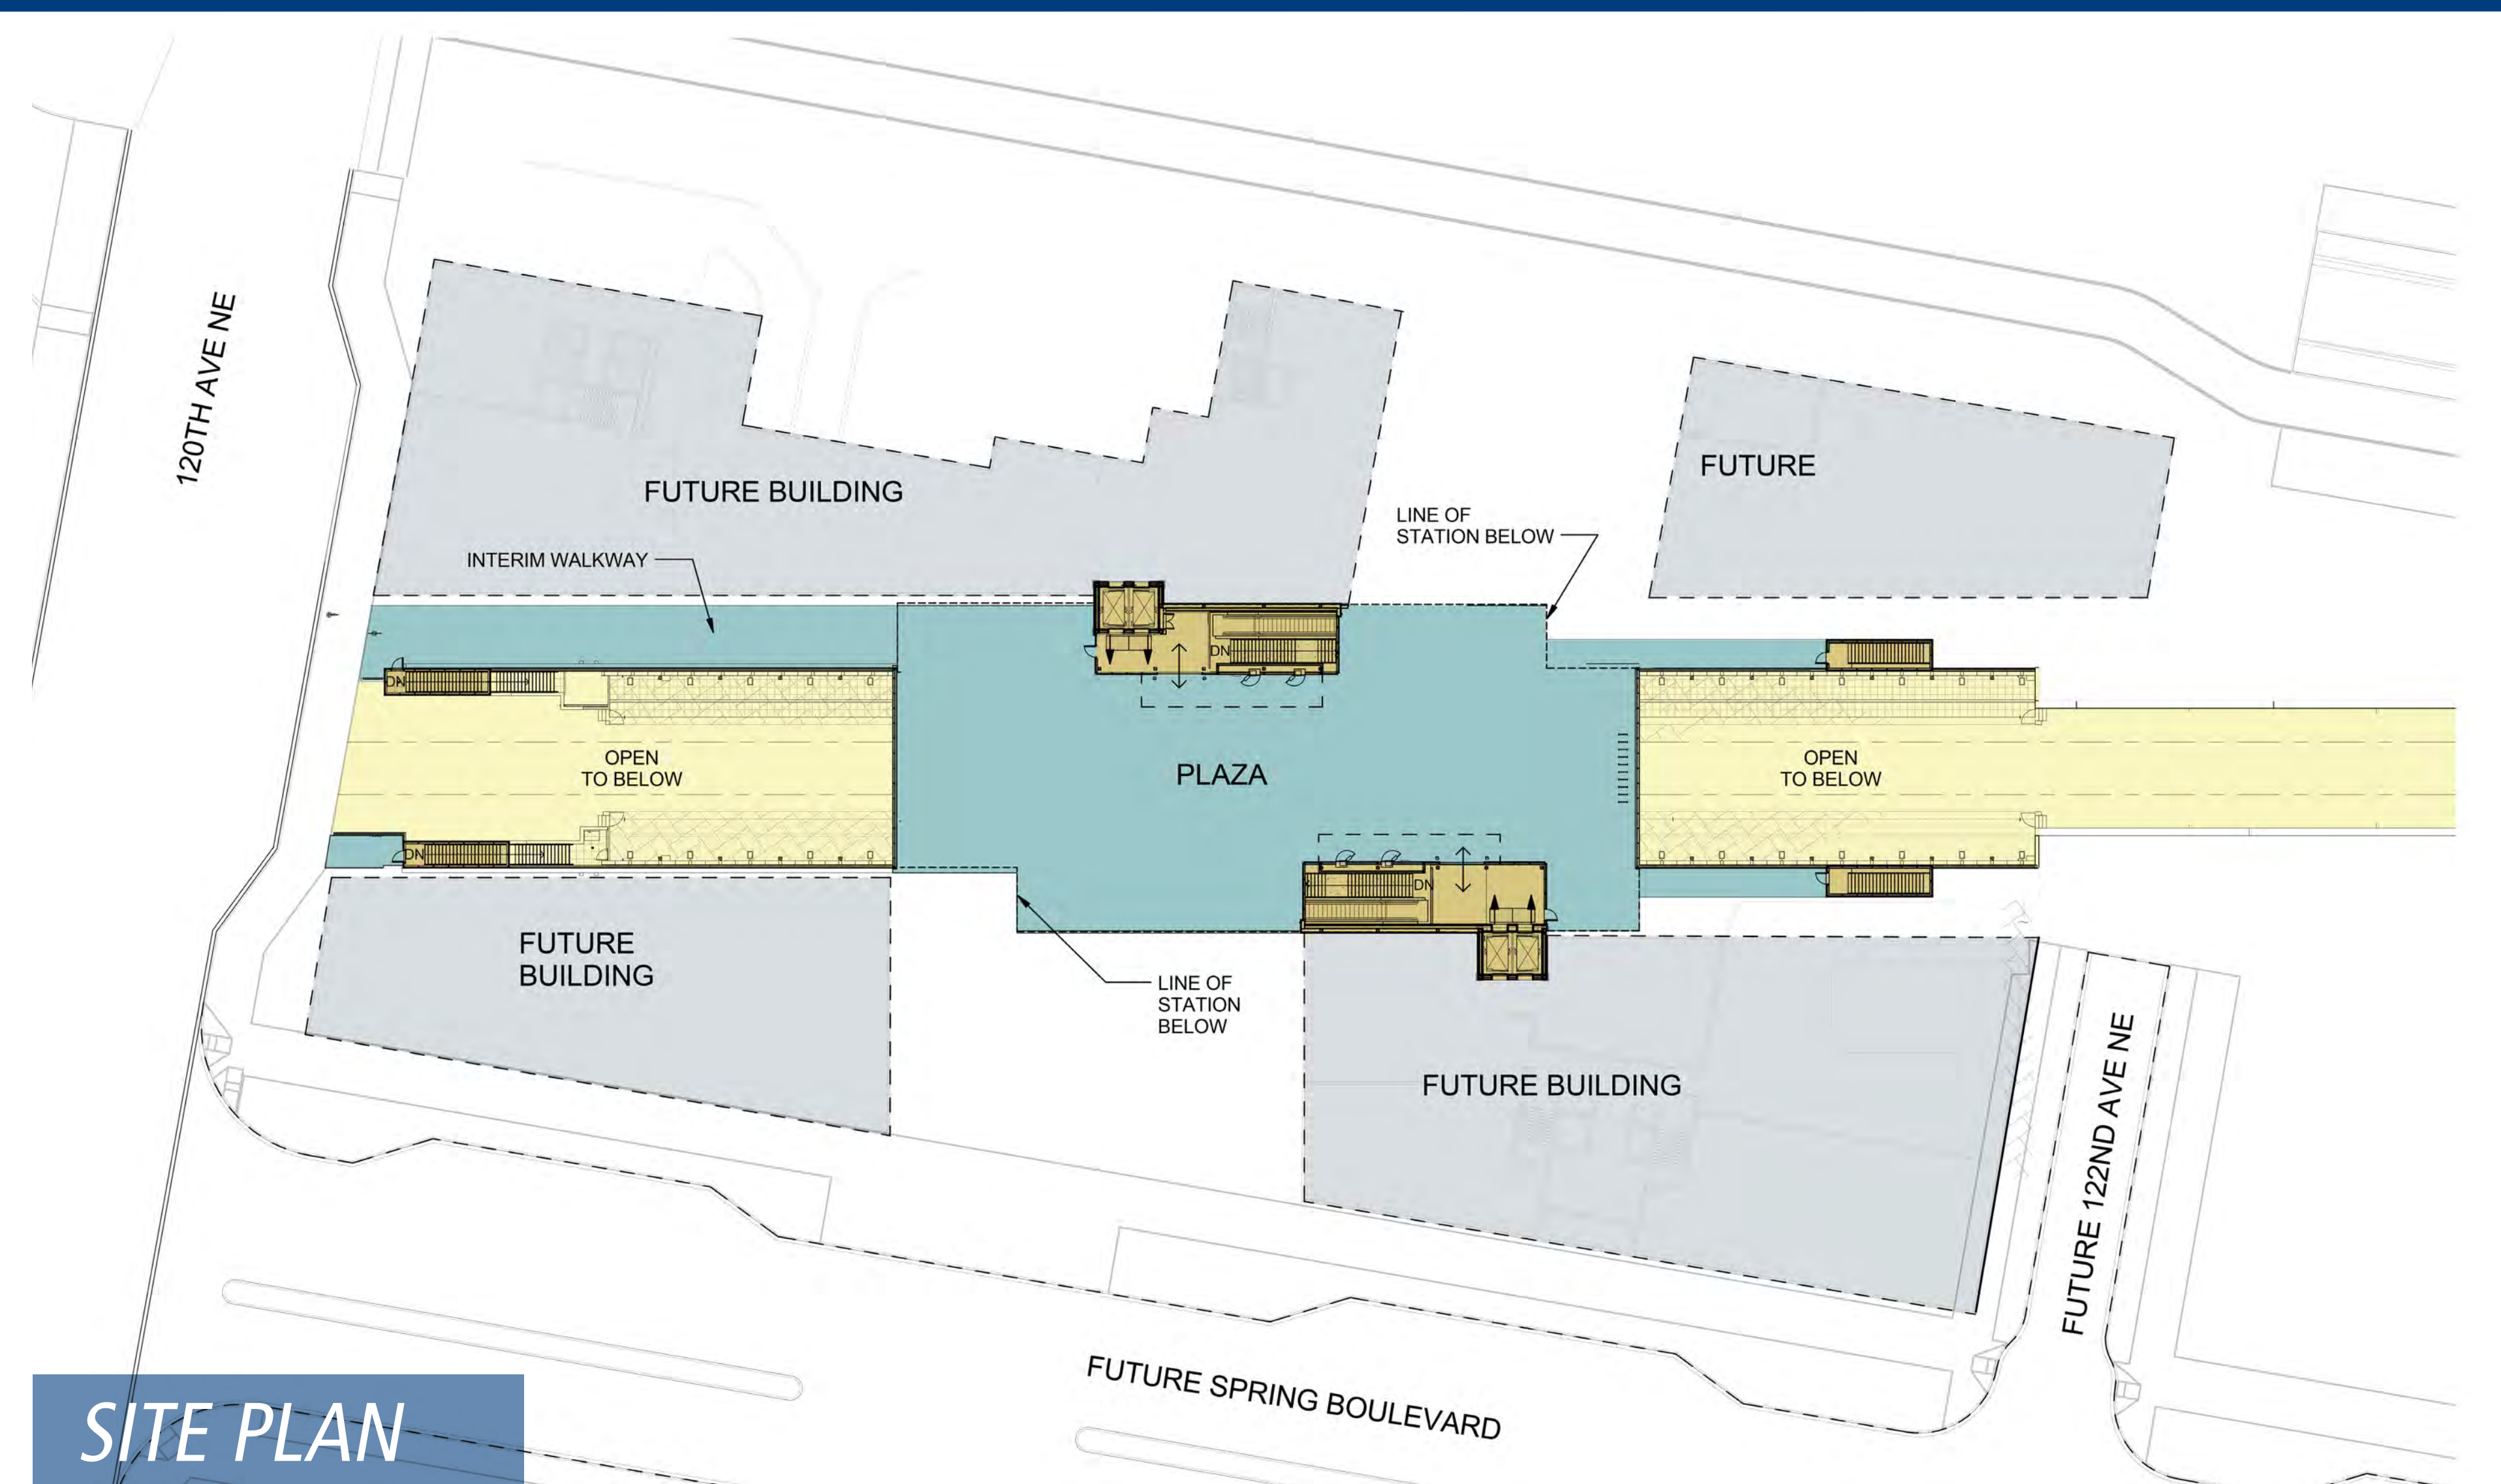 120TH AVE NE
FUTURE BUILDING
FUTURE
LINE OF
STATION BELOW
INTERIM WALKWAY
DN
DN
OPEN
TO BELOW
PLAZA
OPEN
TO BELOW
DN
DN
FUTURE
BUILDING
LINE OF
STATION
BELOW
FUTURE BUILDING
FUTURE 122ND AVE NE
FUTURE SPRING BOULEVARD
SITE PLAN